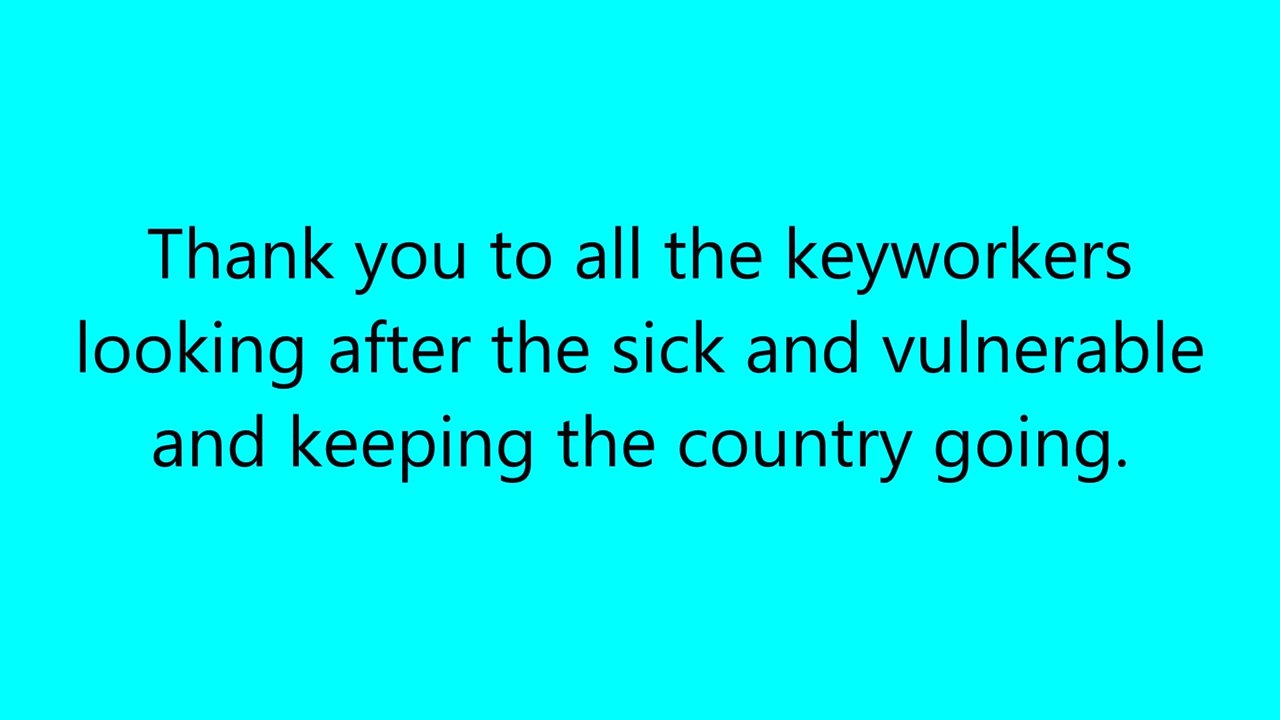 Thank you to all the keyworkers
looking after the sick and vulnerable
and keeping the country going.